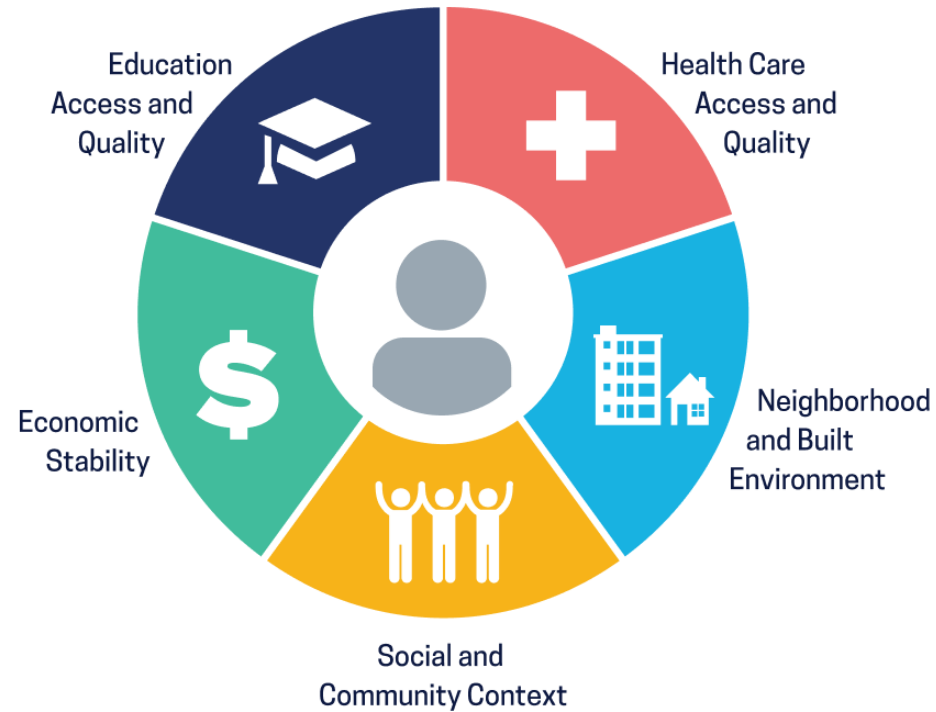 Education
Access and
Quality
Health Care
Access and
Quality
Economic
Stability
Neighborhood
and Built
Environment
Social and
Community Context